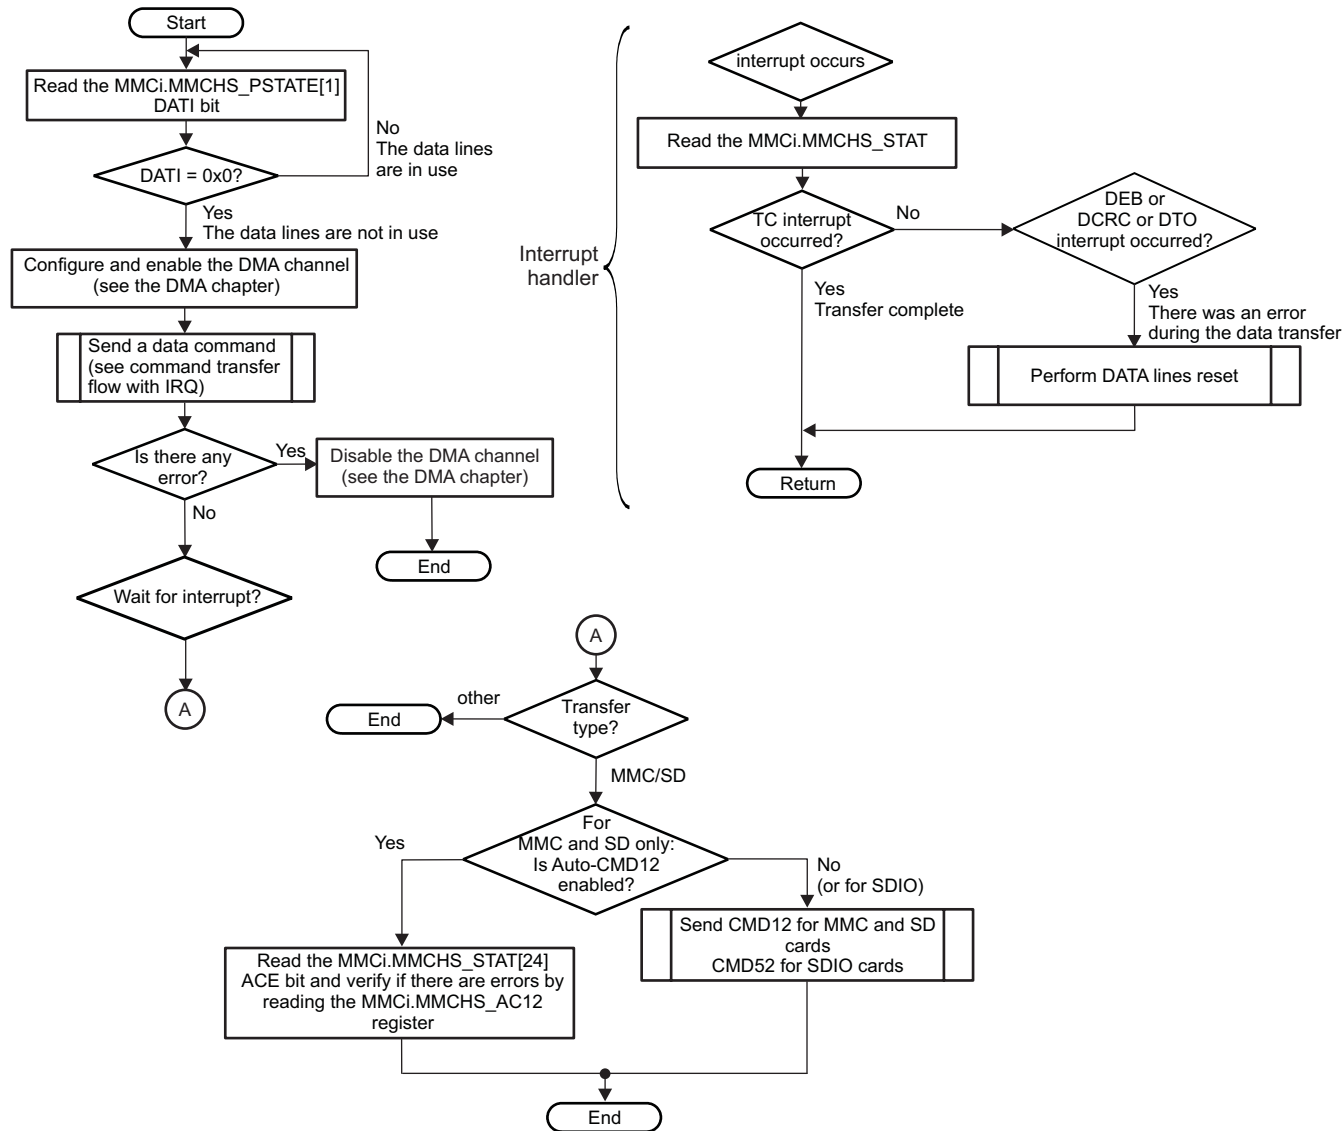 Start
Read the MMCi.MMCHS_PSTATE[1]
DATI bit
No
The data lines
are in use
DATI = 0x0?
Yes
The data lines are not in use
Configure and enable the DMA channel
(see the DMA chapter)
Send a data command
(see command transfer
flow with IRQ)
Is there any
error?
Yes
Disable the DMA channel
(see the DMA chapter)
No
End
Wait for interrupt?
A
Interrupt
handler
interrupt occurs
Read the MMCi.MMCHS_STAT
TC interrupt
occurred?
No
DEB or
DCRC or DTO
interrupt occurred?
Yes
Transfer complete
Yes
There was an error
during the data transfer
Perform DATA lines reset
Return
A
Transfer
type?
other
End
MMC/SD
For
MMC and SD only:
Is Auto-CMD12
enabled?
Yes
No
(or for SDIO)
Read the MMCi.MMCHS_STAT[24]
ACE bit and verify if there are errors by
reading the MMCi.MMCHS_AC12
register
Send CMD12 for MMC and SD
cards
CMD52 for SDIO cards
End